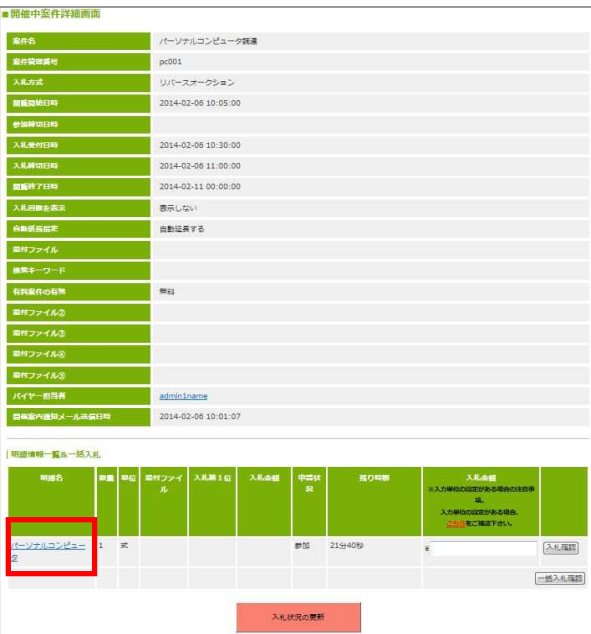 ■開催中案件詳細画面
案件名 パーソナルコンピュータ調達
案件管理番号 pc001
入札方式 リバースオークション
閲覧開始日時 2014-02-06 10:05:00
参加締切日時
入札受付日時 2014-02-06 10:30:00
入札締切日時 2014-02-06 11:00:00
閲覧終了日時 2014-02-11 00:00:00
入札回数を表示 表示しない
自動延長設定 自動延長する
添付ファイル
検索キーワード
有料案件の有無 無料
添付ファイル②
添付ファイル③
添付ファイル④
添付ファイル⑤
バイヤー担当者 admin1name
開催案内通知メール送信日時 2014-02-06 10:01:07
明細情報一覧&一括入札
明細名 数量 単位 添付ファイル 入札第1位 入札金額 申請状況 残り時間 入札金額
※入力単位の設定がある場合の注意事項。
入力単位の設定がある場合、
こちらをご確認下さい。
パーソナルコンピュータ 1 式 参加 21分40秒 ¥ 入札確認
一括入札確認
入札状況の更新